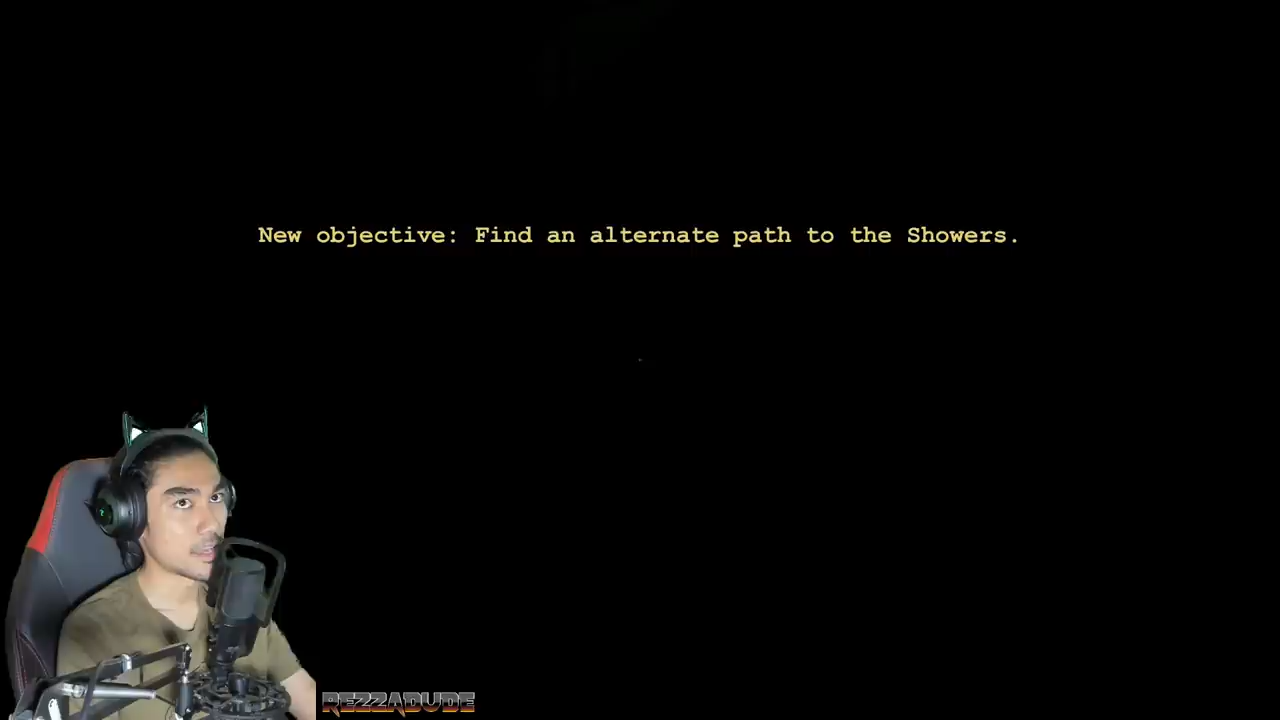 New objective: Find an alternate path to the Showers.
REZZADUDE